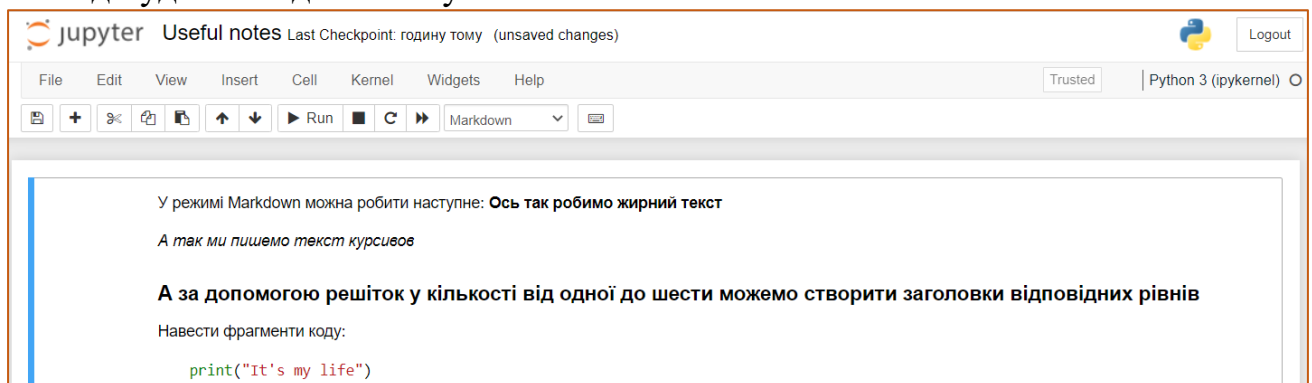 jupyter Useful notes Last Checkpoint: годину тому (unsaved changes)
Logout
File Edit View Insert Cell Kernel Widgets Help
Trusted Python 3 (ipykernel)
Run Markdown
У режимі Markdown можна робити наступне: Ось так робимо жирний текст
А так ми пишемо текст курсивов
А за допомогою решіток у кількості від одної до шести можемо створити заголовки відповідних рівнів
Навести фрагменти коду:
print("It's my life")